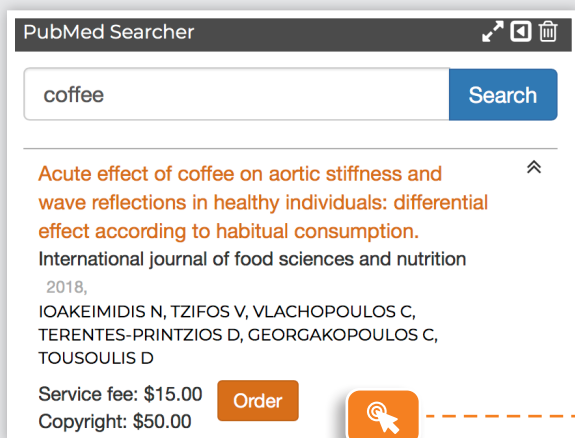 PubMed Searcher
coffee
Search
Acute effect of coffee on aortic stiffness and
wave reflections in healthy individuals: differential
effect according to habitual consumption.
International journal of food sciences and nutrition
2018,
IOAKEIMIDIS N, TZIFOS V, VLACHOPOULOS C,
TERENTES-PRINTZIOS D, GEORGAKOPOULOS C,
TOUSOULIS D
Service fee: $15.00
Order
Copyright: $50.00